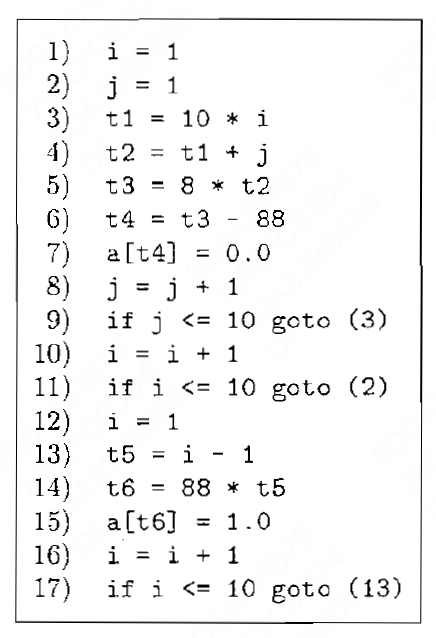 1) i = 1
2) j = 1
3) t1 = 10 * i
4) t2 = t1 + j
5) t3 = 8 * t2
6) t4 = t3 - 88
7) a[t4] = 0.0
8) j = j + 1
9) if j <= 10 goto (3)
10) i = i + 1
11) if i <= 10 goto (2)
12) i = 1
13) t5 = i - 1
14) t6 = 88 * t5
15) a[t6] = 1.0
16) i = i + 1
17) if i <= 10 goto (13)